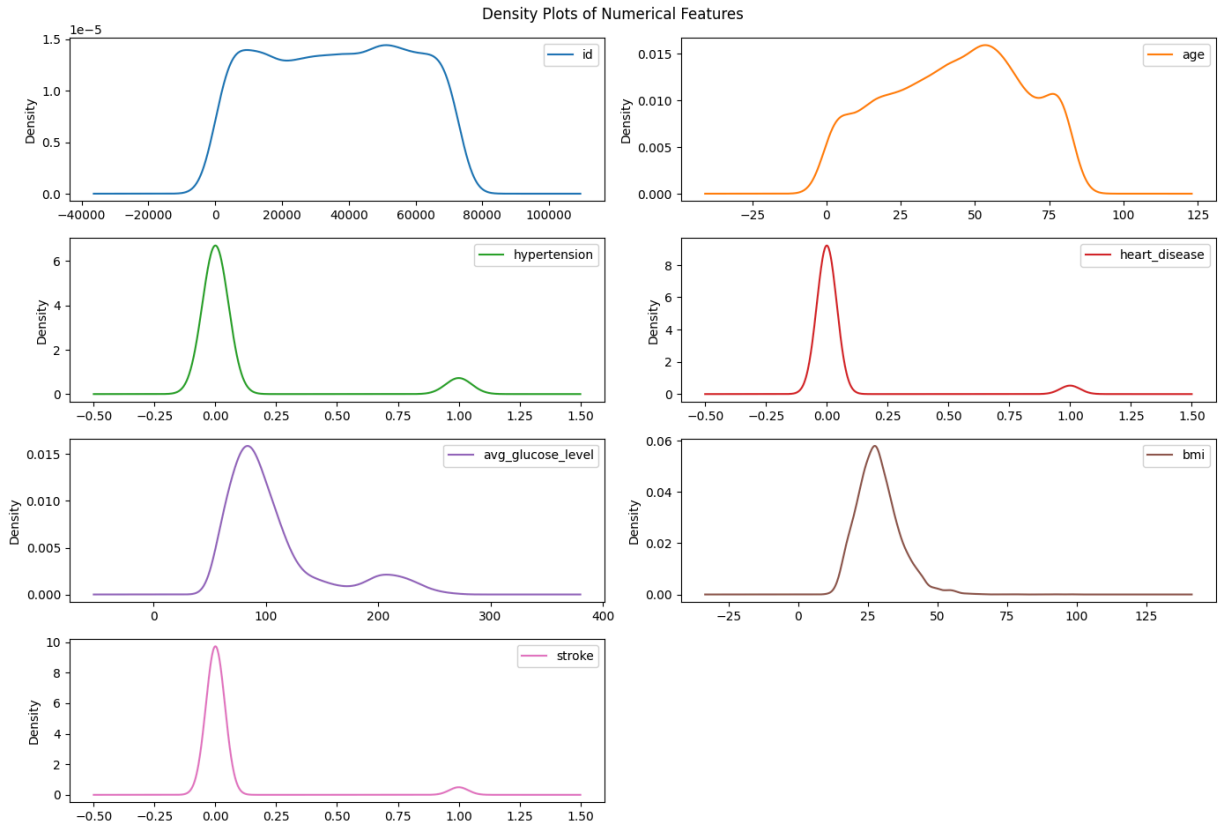 Density Plots of Numerical Features
1e−5
1.5
1.0
0.5
0.0
Density
id
−40000 −20000 0 20000 40000 60000 80000 100000
0.015
0.010
0.005
0.000
Density
age
−25 0 25 50 75 100 125
6
4
2
0
Density
hypertension
−0.50 −0.25 0.00 0.25 0.50 0.75 1.00 1.25 1.50
8
6
4
2
0
Density
heart_disease
−0.50 −0.25 0.00 0.25 0.50 0.75 1.00 1.25 1.50
0.015
0.010
0.005
0.000
Density
avg_glucose_level
0 100 200 300 400
0.06
0.04
0.02
0.00
Density
bmi
−25 0 25 50 75 100 125
10
8
6
4
2
0
Density
stroke
−0.50 −0.25 0.00 0.25 0.50 0.75 1.00 1.25 1.50